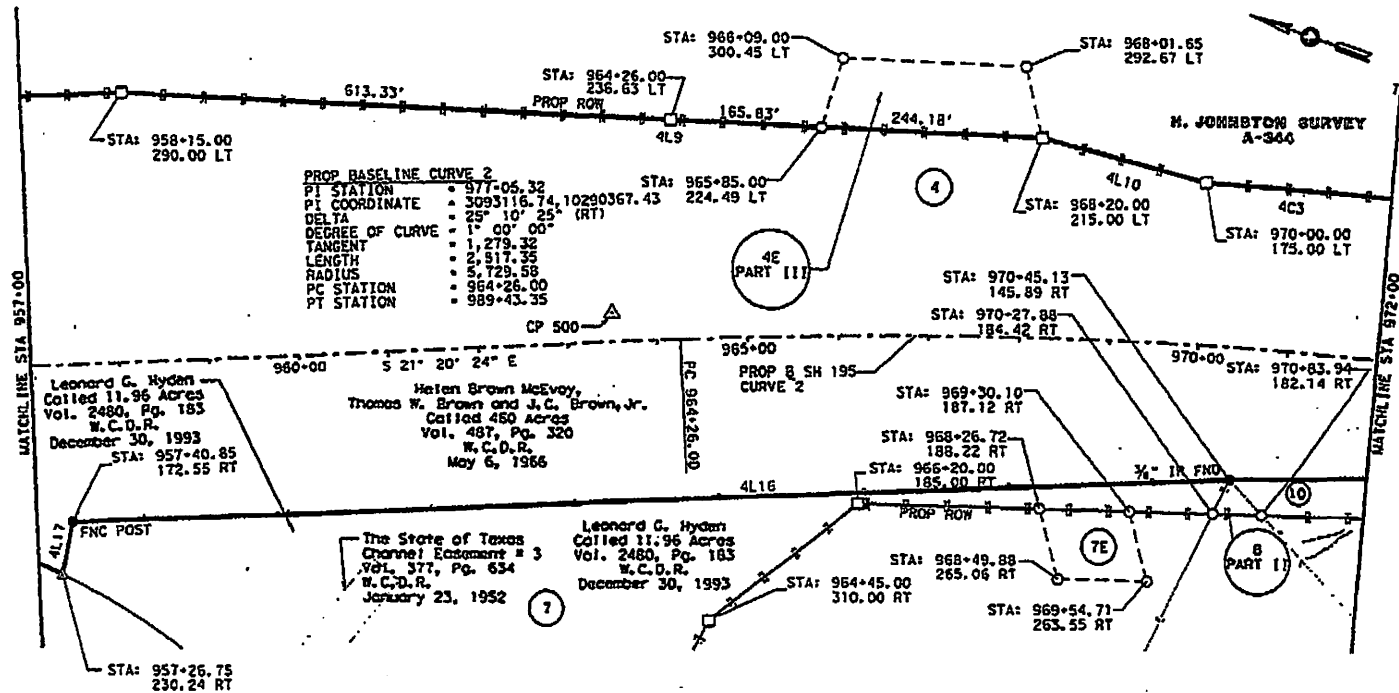 STA: 966+09.00
300.45 LT
STA: 968+01.65
292.67 LT
STA: 964+26.00
236.63 LT
613.33'
PROP ROW
4L9
165.83'
244.18'
STA: 958+15.00
290.00 LT
N. JOHNSTON SURVEY
A-344
STA: 965+85.00
224.49 LT
4
4L10
STA: 968+20.00
215.00 LT
4C3
STA: 970+00.00
175.00 LT
PROP BASELINE CURVE 2
PI STATION = 977+05.32
PI COORDINATE = 3093116.74,10290367.43
DELTA = 25° 10' 25" (RT)
DEGREE OF CURVE = 1° 00' 00"
TANGENT = 1,279.32
LENGTH = 2,517.35
RADIUS = 5,729.58
PC STATION = 964+26.00
PT STATION = 989+43.35
4E
PART III
STA: 970+45.13
145.89 RT
STA: 970+27.88
184.42 RT
CP 500
MATCHLINE STA 957+00
MATCHLINE STA 972+00
960+00
S 21° 20' 24" E
965+00
970+00
PC 964+26.00
PROP B SH 195
CURVE 2
STA: 970+83.94
182.14 RT
Leonard G. Hyden
Called 11.96 Acres
Vol. 2480, Pg. 183
W.C.D.R.
December 30, 1993
Helen Brown McEvoy,
Thomas W. Brown and J.C. Brown, Jr.
Called 460 Acres
Vol. 487, Pg. 320
W.C.D.R.
May 6, 1966
STA: 969+30.10
187.12 RT
STA: 968+26.72
188.22 RT
STA: 966+20.00
185.00 RT
STA: 957+40.85
172.55 RT
4L16
3/8" IR FND
10
FNC POST
4L17
PROP ROW
7E
8
PART II
The State of Texas
Channel Easement # 3
Vol. 377, Pg. 634
W.C.D.R.
January 23, 1952
Leonard G. Hyden
Called 11.96 Acres
Vol. 2480, Pg. 183
W.C.D.R.
December 30, 1993
7
STA: 968+49.88
265.06 RT
STA: 964+45.00
310.00 RT
STA: 969+54.71
263.55 RT
STA: 957+26.75
230.24 RT